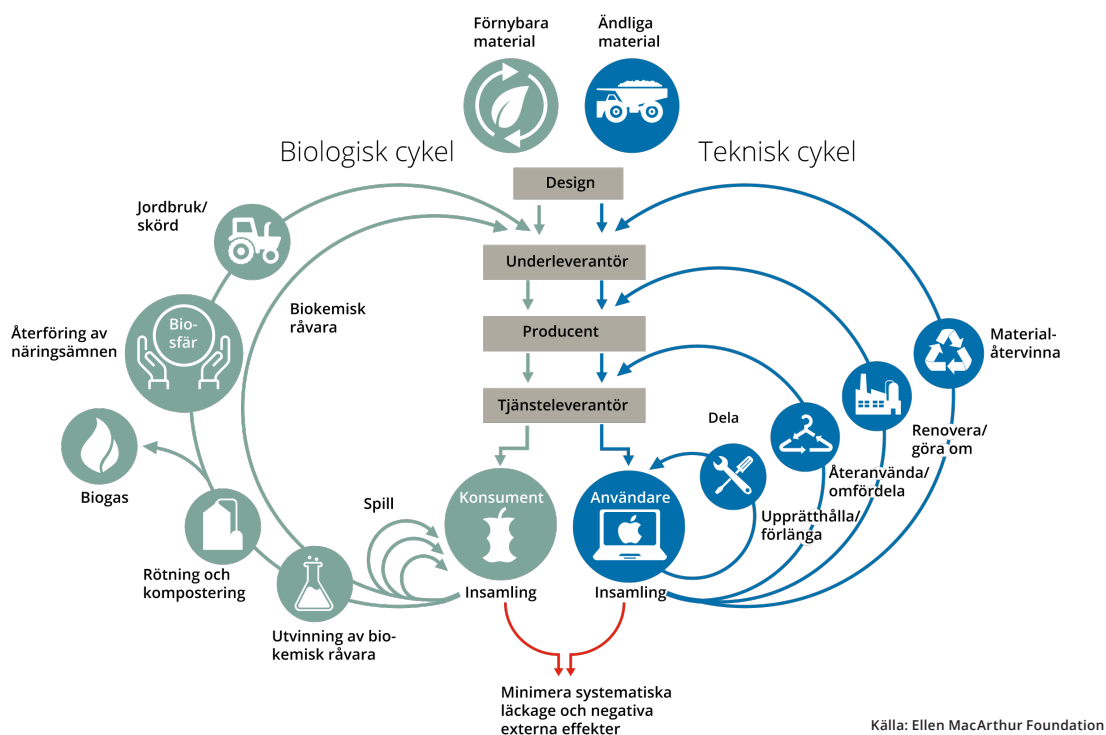 Förnybara
material
Ändliga
material
Biologisk cykel
Teknisk cykel
Design
Jordbruk/
skörd
Underleverantör
Biokemisk
råvara
Bio-
sfär
Återföring av
näringsämnen
Producent
Material-
återvinna
Tjänsteleverantör
Dela
Renovera/
göra om
Återanvända/
omfördela
Biogas
Spill
Konsument
Användare
Upprätthålla/
förlänga
Rötning och
kompostering
Insamling
Insamling
Utvinning av bio-
kemisk råvara
Minimera systematiska
läckage och negativa
externa effekter
Källa: Ellen MacArthur Foundation